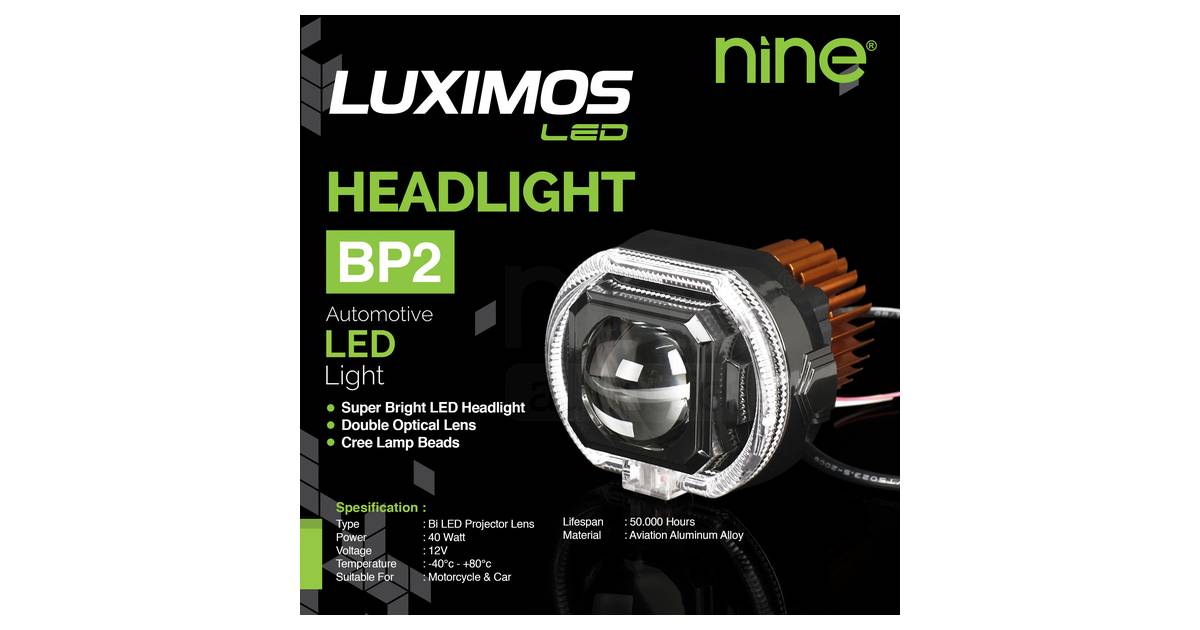 nine®
LUXIMOS
LED
HEADLIGHT
BP2
Automotive
LED
Light
Super Bright LED Headlight
Double Optical Lens
Cree Lamp Beads
Spesification :
Type : Bi LED Projector Lens
Power : 40 Watt
Voltage : 12V
Temperature : -40°c - +80°c
Suitable For : Motorcycle & Car
Lifespan : 50.000 Hours
Material : Aviation Aluminum Alloy